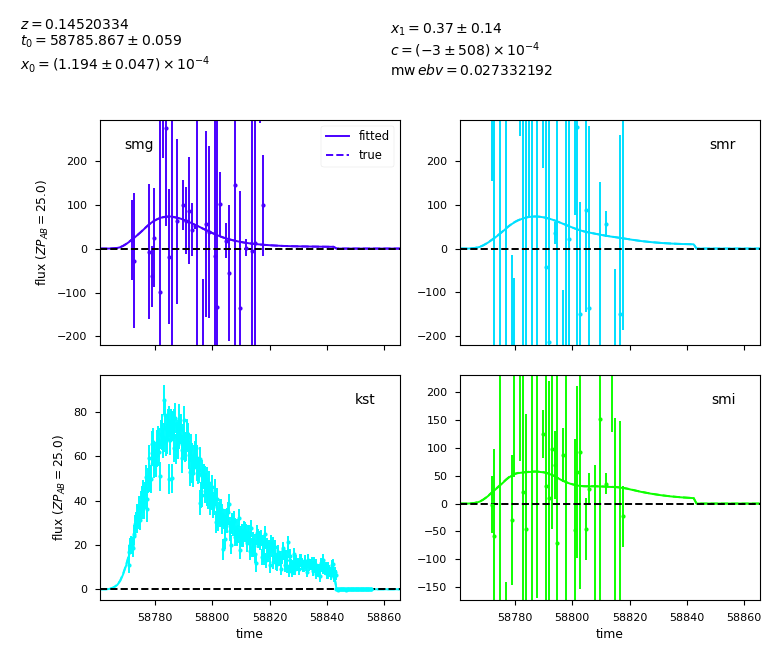 z = 0.14520334
t₀ = 58785.867 ± 0.059
x₀ = (1.194 ± 0.047) × 10⁻⁴
x₁ = 0.37 ± 0.14
c = (−3 ± 508) × 10⁻⁴
mw ebv = 0.027332192
smg
fitted
true
200
100
0
−100
−200
flux (ZP_AB = 25.0)
smr
200
100
0
−100
−200
kst
80
60
40
20
0
flux (ZP_AB = 25.0)
58780 58800 58820 58840 58860
time
smi
200
150
100
50
0
−50
−100
−150
58780 58800 58820 58840 58860
time